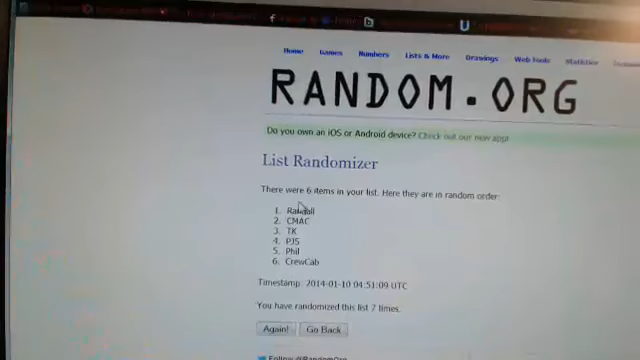 Home Games Numbers Lists & More Drawings Web Tools Statistics
RANDOM.ORG
Do you own an iOS or Android device? Check out our new app!
List Randomizer
There were 6 items in your list. Here they are in random order:
1. Randall
2. CMAC
3. TK
4. PJS
5. Phil
6. CrewCab
Timestamp: 2014-01-10 04:51:09 UTC
You have randomized this list 7 times.
Again! Go Back
Follow @RandomOrg